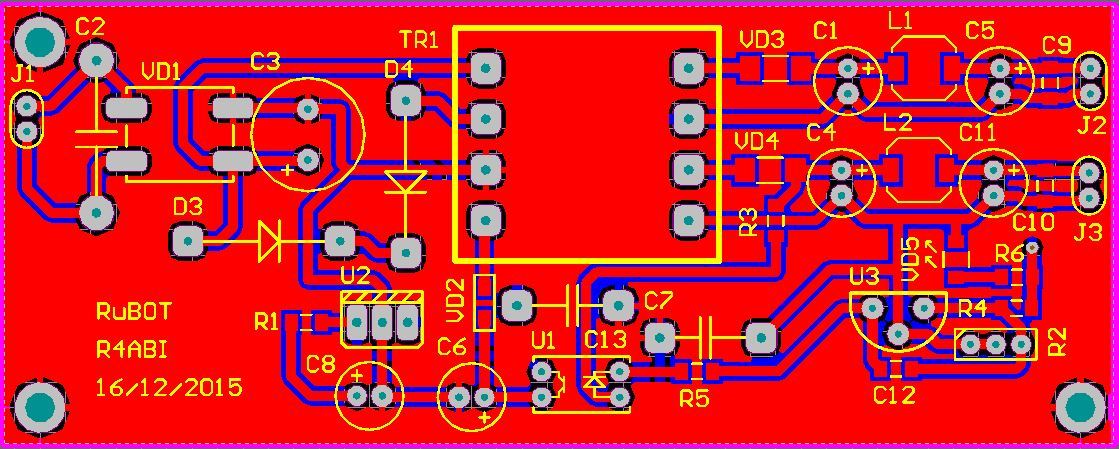 C2
J1
VD1
C3
TR1
D4
VD3
C1
L1
C5
C9
J2
VD4
C4
L2
C11
C10
J3
D3
R3
U2
VD2
C7
VD5
U3
R6
R4
R2
RuBOT
R4ABI
16/12/2015
R1
C8
C6
U1
C13
R5
C12
+
+
+
+
+
+
+